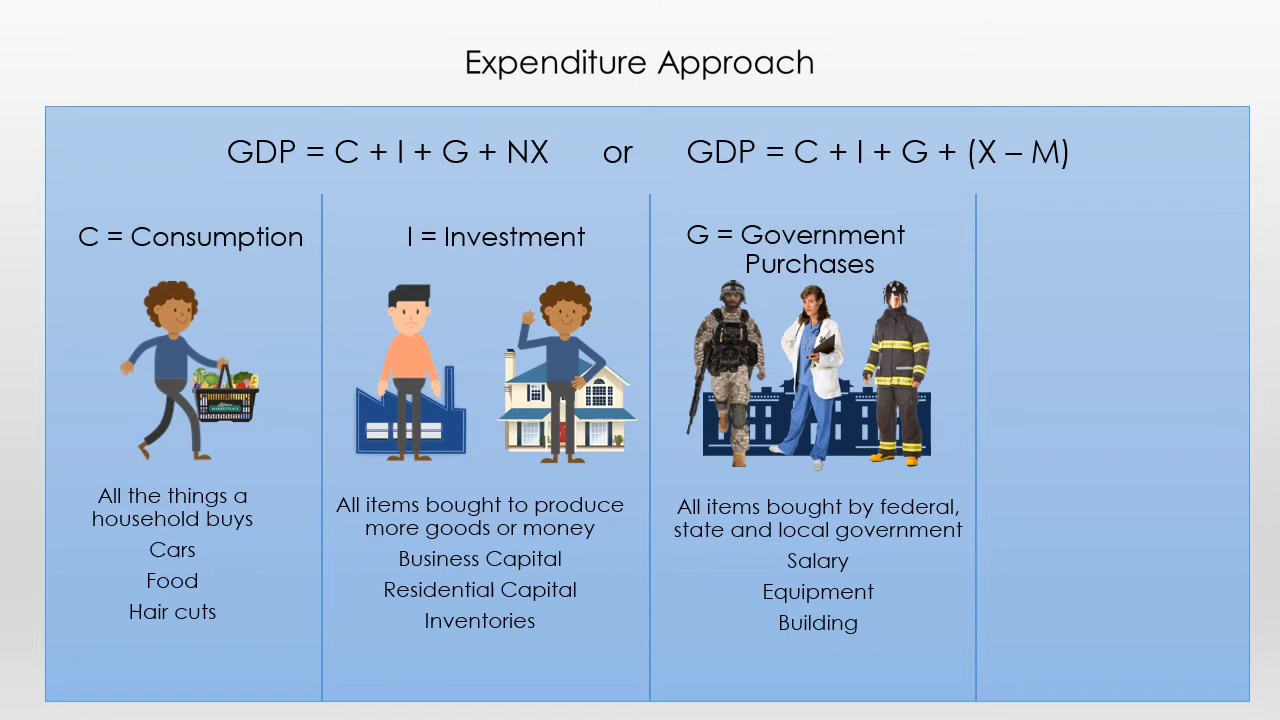 Expenditure Approach
GDP = C + I + G + NX or GDP = C + I + G + (X – M)
C = Consumption
MARKETPLACE
All the things a
household buys
Cars
Food
Hair cuts
I = Investment
All items bought to produce
more goods or money
Business Capital
Residential Capital
Inventories
G = Government
Purchases
All items bought by federal,
state and local government
Salary
Equipment
Building